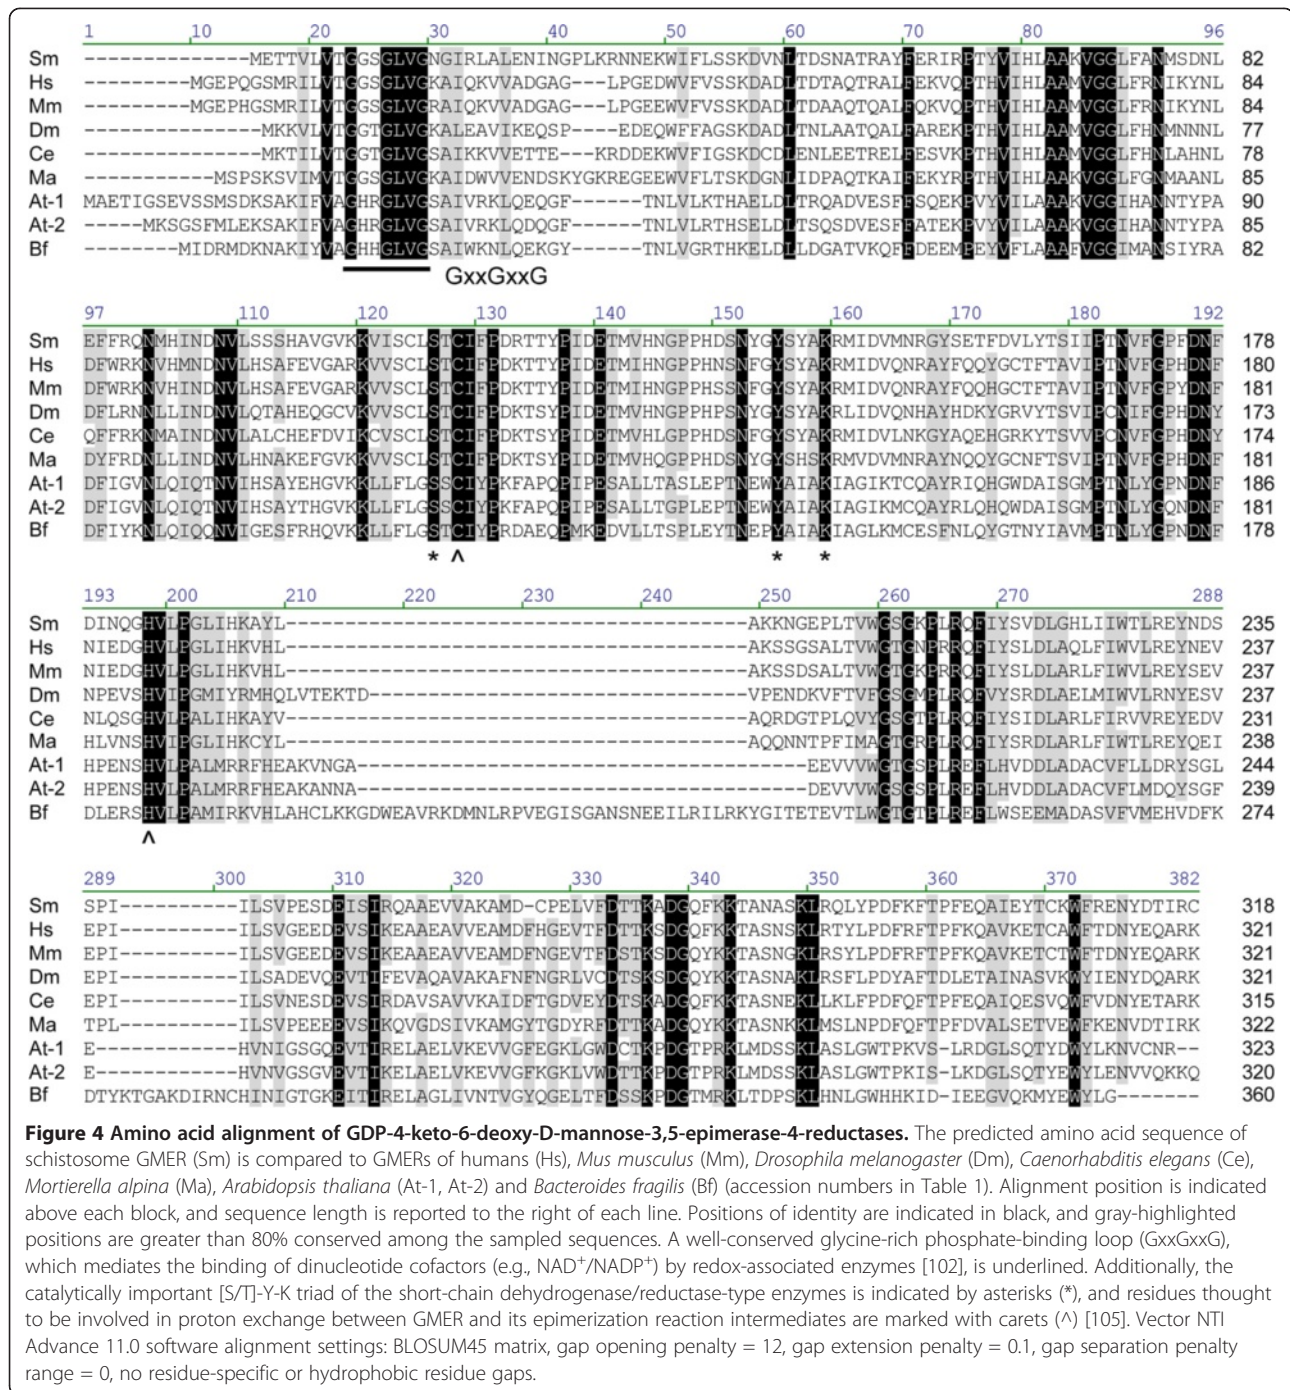 1 10 20 30 40 50 60 70 80 96
Sm --------------METTVLVTGGSGLVGNGIRLALENINGPLKRNNEKWIFLSSKDVNLTDSNATRAYFERIRPTYVIHLAAKVGGLFANMSDNL 82
Hs ---------MGEPQGSMRILVTGGSGLVGKAIQKVVADGAG---LPGEDWVFVSSKDADLTDTAQTRALFEKVQPTHVIHLAAMVGGLFRNIKYNL 84
Mm ---------MGEPHGSMRILVTGGSGLVGRAIQKVVADGAG---LPGEEWVFVSSKDADLTDAAQTQALFQKVQPTHVIHLAAMVGGLFRNIKYNL 84
Dm ---------------MKKVLVTGGTGLVGKALEAVIKEQSP----EDEQWFFAGSKDADLTNLAATQALFAREKPTHVIHLAAMVGGLFHNMNNNL 77
Ce ---------------MKTILVTGGTGLVGSAIKKVVETTE---KRDDEKWVFIGSKDCDLENLEETRELFESVKPTHVIHLAAMVGGLFHNLAHNL 78
Ma -----------MSPSKSVIMVTGGSGLVGKAIDWVVENDSKYGKREGEEWVFLTSKDGNLIDPAQTKAIFEKYRPTHVIHLAAMVGGLFGNMAANL 85
At-1 MAETIGSEVSSMSDKSAKIFVAGHRGLVGSAIVRKLQEQGF------TNLVLKTHAELDLTRQADVESFFSQEKPVYVILAAAKVGGIHANNTYPA 90
At-2 -----MKSGSFMLEKSAKIFVAGHRGLVGSAIVRKLQDQGF------TNLVLRTHSELDLTSQSDVESFFATEKPVYVILAAAKVGGIHANNTYPA 85
Bf --------MIDRMDKNAKIYVAGHHGLVGSAIWKNLQEKGY------TNLVGRTHKELDLLDGATVKQFFDEEMPEYVFLAAAFVGGIMANSIYRA 82
GxxGxxG
97 110 120 130 140 150 160 170 180 192
Sm EFFRQNMHINDNVLSSSHAVGVKKVISCLSTCIFPDRTTYPIDETMVHNGPPHDSNYGYSYAKRMIDVMNRGYSETFDVLYTSIIPTNVFGPFDNF 178
Hs DFWRKNVHMNDNVLHSAFEVGARKVVSCLSTCIFPDKTTYPIDETMIHNGPPHNSNFGYSYAKRMIDVQNRAYFQQYGCTFTAVIPTNVFGPHDNF 180
Mm DFWRKNVHINDNVLHSAFEVGARKVVSCLSTCIFPDKTTYPIDETMIHNGPPHSSNFGYSYAKRMIDVQNRAYFQQHGCTFTAVIPTNVFGPYDNF 181
Dm DFLRNNLLINDNVLQTAHEQGCVKVVSCLSTCIFPDKTSYPIDETMVHNGPPHPSNYGYSYAKRLIDVQNHAYHDKYGRVYTSVIPCNIFGPHDNY 173
Ce QFFRKNMAINDNVLALCHEFDVIKCVSCLSTCIFPDKTSYPIDETMVHLGPPHDSNFGYSYAKRMIDVLNKGYAQEHGRKYTSVVPCNVFGPHDNY 174
Ma DYFRDNLLINDNVLHNAKEFGVKKVVSCLSTCIFPDKTSYPIDETMVHQGPPHDSNYGYSHSKRMVDVMNRAYNQQYGCNFTSVIPTNVFGPHDNF 181
At-1 DFIGVNLQIQTNVIHSAYEHGVKKLLFLGSSCIYPKFAPQPIPESALLTASLEPTNEWYAIAKIAGIKTCQAYRIQHGWDAISGMPTNLYGPNDNF 186
At-2 DFIGVNLQIQTNVIHSAYTHGVKKLLFLGSSCIYPKFAPQPIPESALLTGPLEPTNEWYAIAKIAGIKMCQAYRLQHQWDAISGMPTNLYGQNDNF 181
Bf DFIYKNLQIQQNVIGESFRHQVKKLLFLGSTCIYPRDAEQPMKEDVLLTSPLEYTNEPYAIAKIAGLKMCESFNLQYGTNYIAVMPTNLYGPNDNF 178
* ^ * *
193 200 210 220 230 240 250 260 270 288
Sm DINQGHVLPGLIHKAYL---------------------------------------AKKNGEPLTVWGSGKPLRQFIYSVDLGHLIIWTLREYNDS 235
Hs NIEDGHVLPGLIHKVHL---------------------------------------AKSSGSALTVWGTGNPRRQFIYSLDLAQLFIWVLREYNEV 237
Mm NIEDGHVLPGLIHKVHL---------------------------------------AKSSDSALTVWGTGKPRRQFIYSLDLARLFIWVLREYSEV 237
Dm NPEVSHVIPGMIYRMHQLVTEKTD--------------------------------VPENDKVFTVFGSGMPLRQFVYSRDLAELMIWVLRNYESV 237
Ce NLQSGHVLPALIHKAYV---------------------------------------AQRDGTPLQVYGSGTPLRQFIYSIDLARLFIRVVREYEDV 231
Ma HLVNSHVIPGLIHKCYL---------------------------------------AQQNNTPFIMAGTGRPLRQFIYSRDLARLFIWTLREYQEI 238
At-1 HPENSHVLPALMRRFHEAKVNGA--------------------------------------EEVVVWGTGSPLREFLHVDDLADACVFLLDRYSGL 244
At-2 HPENSHVLPALMRRFHEAKANNA--------------------------------------DEVVVWGSGSPLREFLHVDDLADACVFLMDQYSGF 239
Bf DLERSHVLPAMIRKVHLAHCLKKGDWEAVRKDMNLRPVEGISGANSNEEILRILRKYGITETEVTLWGTGTPLREFLWSEEMADASVFVMEHVDFK 274
^
289 300 310 320 330 340 350 360 370 382
Sm SPI----------ILSVPESDEISIRQAAEVVAKAMD-CPELVFDTTKADGQFKKTANASKLRQLYPDFKFTPFEQAIEYTCKWFRENYDTIRC 318
Hs EPI----------ILSVGEEDEVSIKEAAEAVVEAMDFHGEVTFDTTKSDGQFKKTASNSKLRTYLPDFRFTPFKQAVKETCAWFTDNYEQARK 321
Mm EPI----------ILSVGEEDEVSIKEAAEAVVEAMDFNGEVTFDSTKSDGQFKKTASNGKLRSYLPDFRFTPFKQAVKETCTWFTDNYEQARK 321
Dm EPI----------ILSADEVQEVTIFEVAQAVAKAFNFNGRLVCDTSKSDGQYKKTASNAKLRSFLPDYAFTDLETAINASVKWYIENYDQARK 321
Ce EPI----------ILSVNESDEVSIRDAVSAVVKAIDFTGDVEYDTSKADGQFKKTASNEKLLKLFPDFQFTPFEQAIQESVQWFVDNYETARK 315
Ma TPL----------ILSVPEEEEVSIKQVGDSIVKAMGYTGDYRFDTTKADGQYKKTASNKKLMSLNPDFQFTPFDVALSETVEWFKENVDTIRK 322
At-1 E------------HVNIGSGQEVTIRELAELVKEVVGFEGKLGWDCTKPDGTPRKLMDSSKLASLGWTPKVS-LRDGLSQTYDWYLKNVCNR-- 323
At-2 E------------HVNVGSGVEVTIKELAELVKEVVGFKGKLVWDTTKPDGTPRKLMDSSKLASLGWTPKIS-LKDGLSQTYEWYLENVVQKKQ 320
Bf DTYKTGAKDIRNCHINIGTGKEITIRELAGLIVNTVGYQGELTFDSSKPDGTMRKLTDPSKLHNLGWHHKID-IEEGVQKMYEWYLG------- 360
Figure 4 Amino acid alignment of GDP-4-keto-6-deoxy-D-mannose-3,5-epimerase-4-reductases. The predicted amino acid sequence of
schistosome GMER (Sm) is compared to GMERs of humans (Hs), Mus musculus (Mm), Drosophila melanogaster (Dm), Caenorhabditis elegans (Ce),
Mortierella alpina (Ma), Arabidopsis thaliana (At-1, At-2) and Bacteroides fragilis (Bf) (accession numbers in Table 1). Alignment position is indicated
above each block, and sequence length is reported to the right of each line. Positions of identity are indicated in black, and gray-highlighted
positions are greater than 80% conserved among the sampled sequences. A well-conserved glycine-rich phosphate-binding loop (GxxGxxG),
which mediates the binding of dinucleotide cofactors (e.g., NAD+/NADP+) by redox-associated enzymes [102], is underlined. Additionally, the
catalytically important [S/T]-Y-K triad of the short-chain dehydrogenase/reductase-type enzymes is indicated by asterisks (*), and residues thought
to be involved in proton exchange between GMER and its epimerization reaction intermediates are marked with carets (^) [105]. Vector NTI
Advance 11.0 software alignment settings: BLOSUM45 matrix, gap opening penalty = 12, gap extension penalty = 0.1, gap separation penalty
range = 0, no residue-specific or hydrophobic residue gaps.